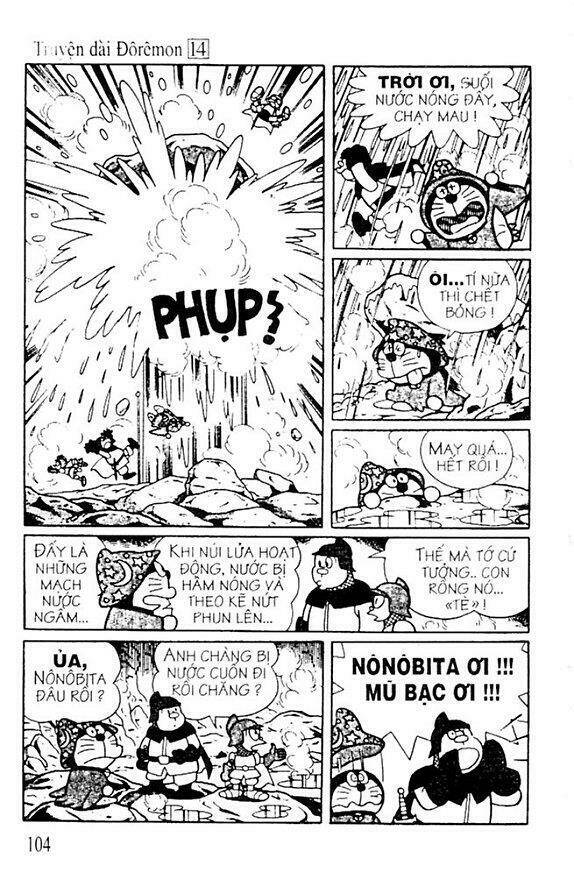 Truyện dài Đôrêmon 14
PHỤP?
TRỜI ƠI, SUỐI
NƯỚC NÓNG ĐẤY,
CHẠY MAU !
ÔI...TÍ NỮA
THÌ CHẾT
BỎNG !
MAY QUÁ...
HẾT RỒI !
ĐẤY LÀ
NHỮNG
MẠCH
NƯỚC
NGẦM...
KHI NÚI LỬA HOẠT
ĐỘNG, NƯỚC BỊ
HÂM NÓNG VÀ
THEO KẼ NỨT
PHUN LÊN...
THẾ MÀ TỚ CỨ
TƯỞNG.. CON
RỒNG NÓ...
«TÈ» !
ỦA,
NÔNÔBITA
ĐÂU RỒI ?
ANH CHÀNG BỊ
NƯỚC CUỐN ĐI
RỒI CHĂNG ?
NÔNÔBITA ƠI !!!
MŨ BẠC ƠI !!!
104